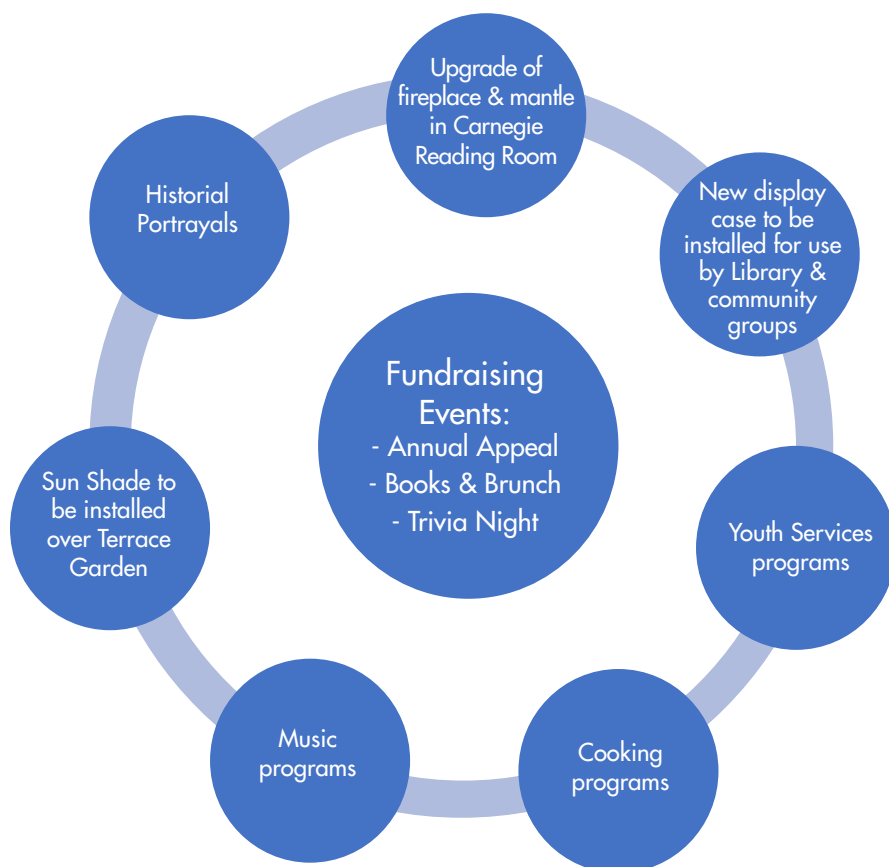 Upgrade of
fireplace & mantle
in Carnegie
Reading Room
New display
case to be
installed for use
by Library &
community
groups
Youth Services
programs
Cooking
programs
Music
programs
Sun Shade to
be installed
over Terrace
Garden
Historial
Portrayals
Fundraising
Events:
- Annual Appeal
- Books & Brunch
- Trivia Night